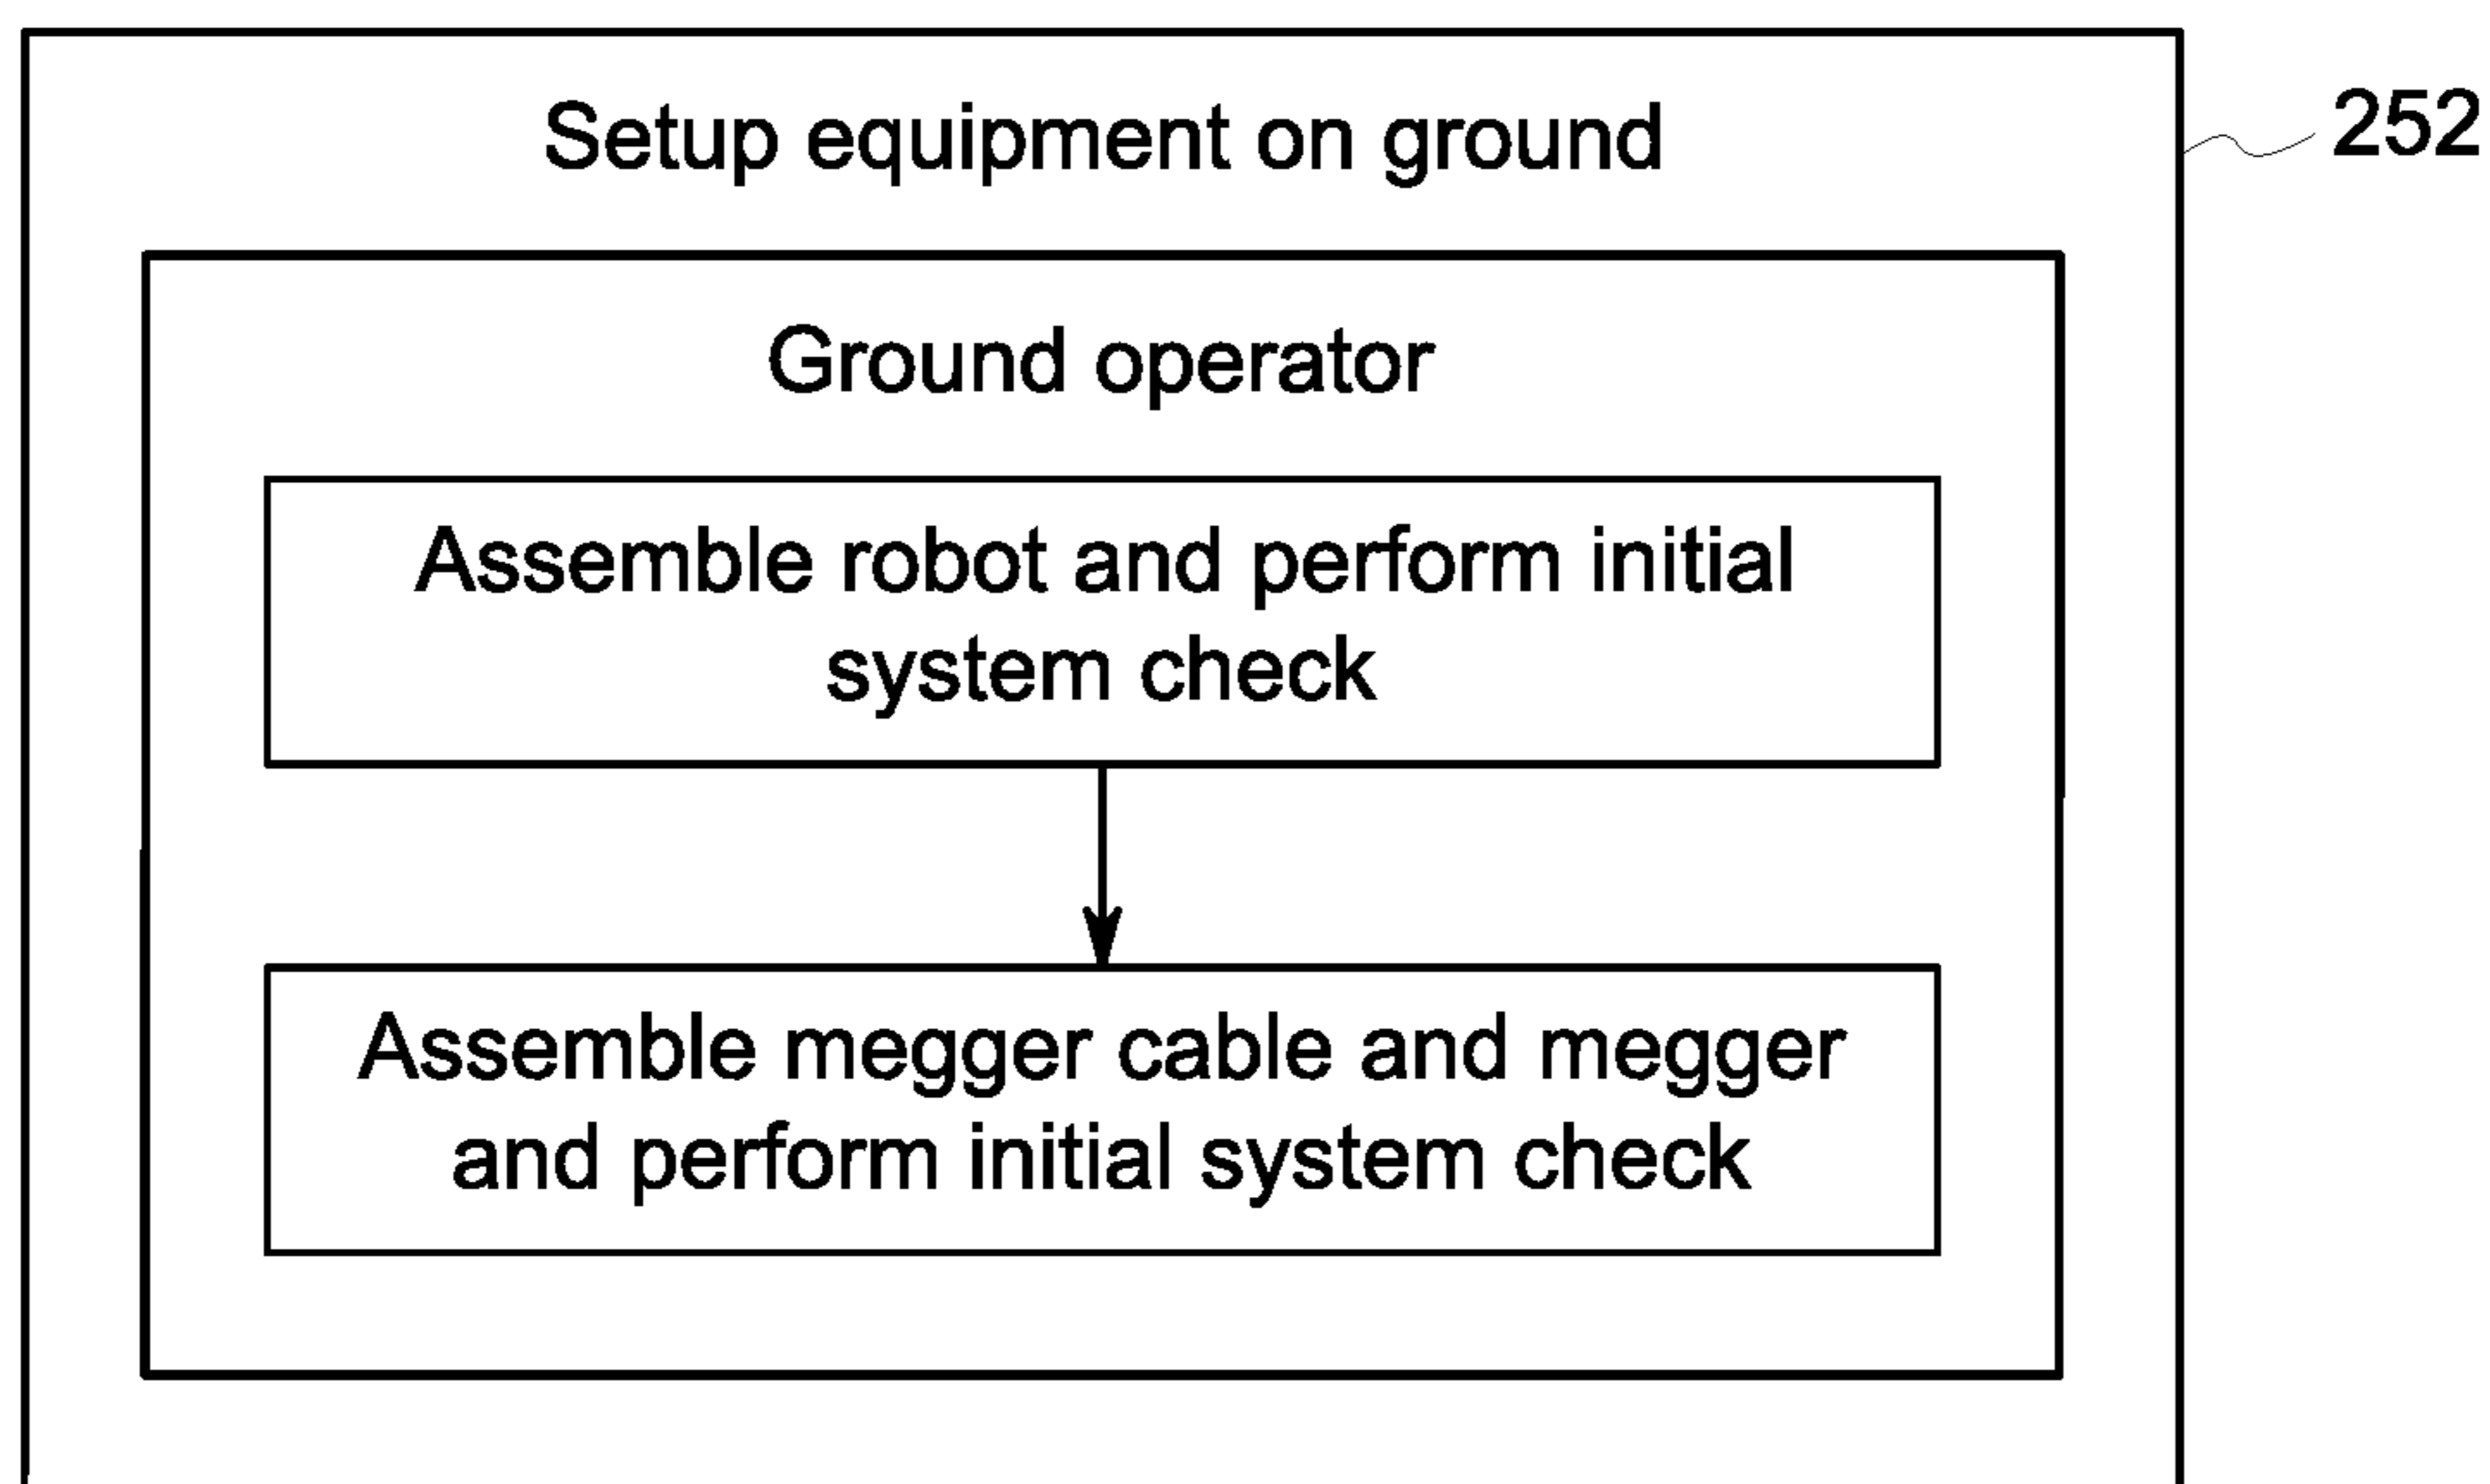 Setup equipment on ground
252
Ground operator
Assemble robot and perform initial
system check
Assemble megger cable and megger
and perform initial system check